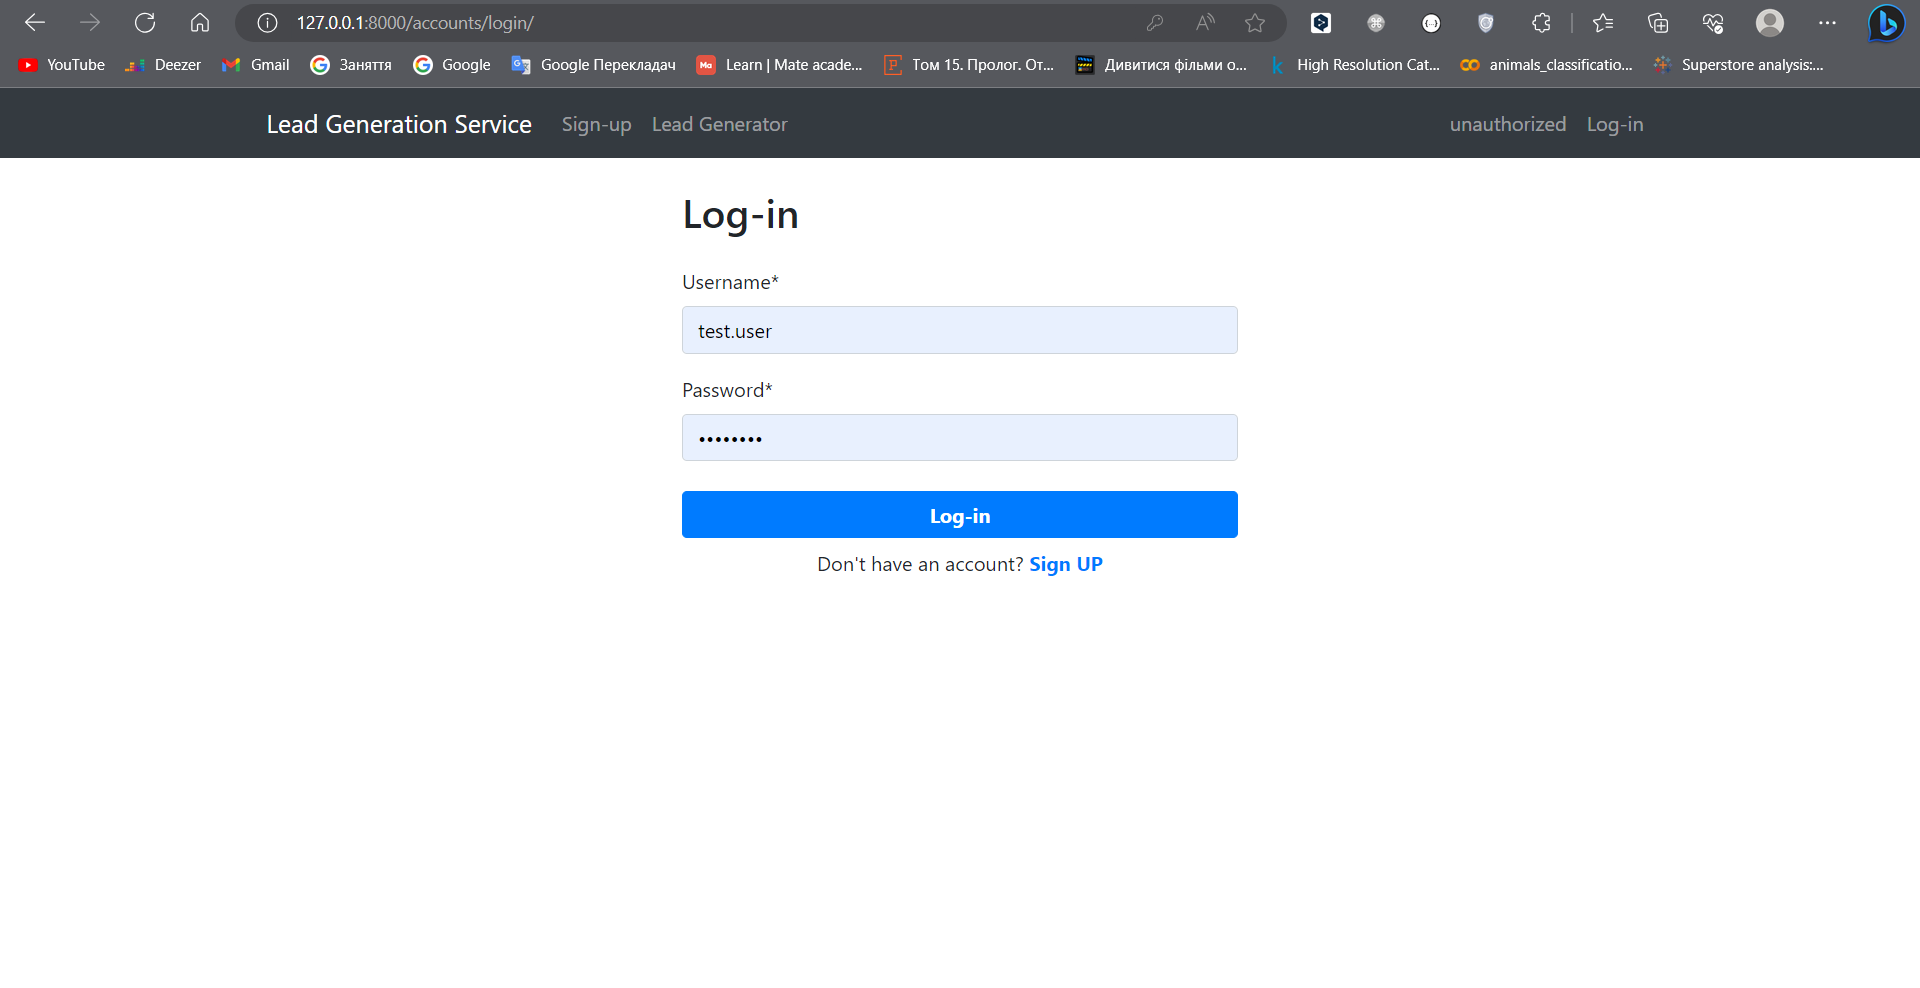 127.0.0.1:8000/accounts/login/
YouTube Deezer Gmail Заняття Google Google Перекладач Learn | Mate acade... Том 15. Пролог. От... Дивитися фільми о... High Resolution Cat... animals_classificatio... Superstore analysis:...
Lead Generation Service Sign-up Lead Generator unauthorized Log-in
Log-in
Username*
test.user
Password*
••••••••
Log-in
Don't have an account? Sign UP